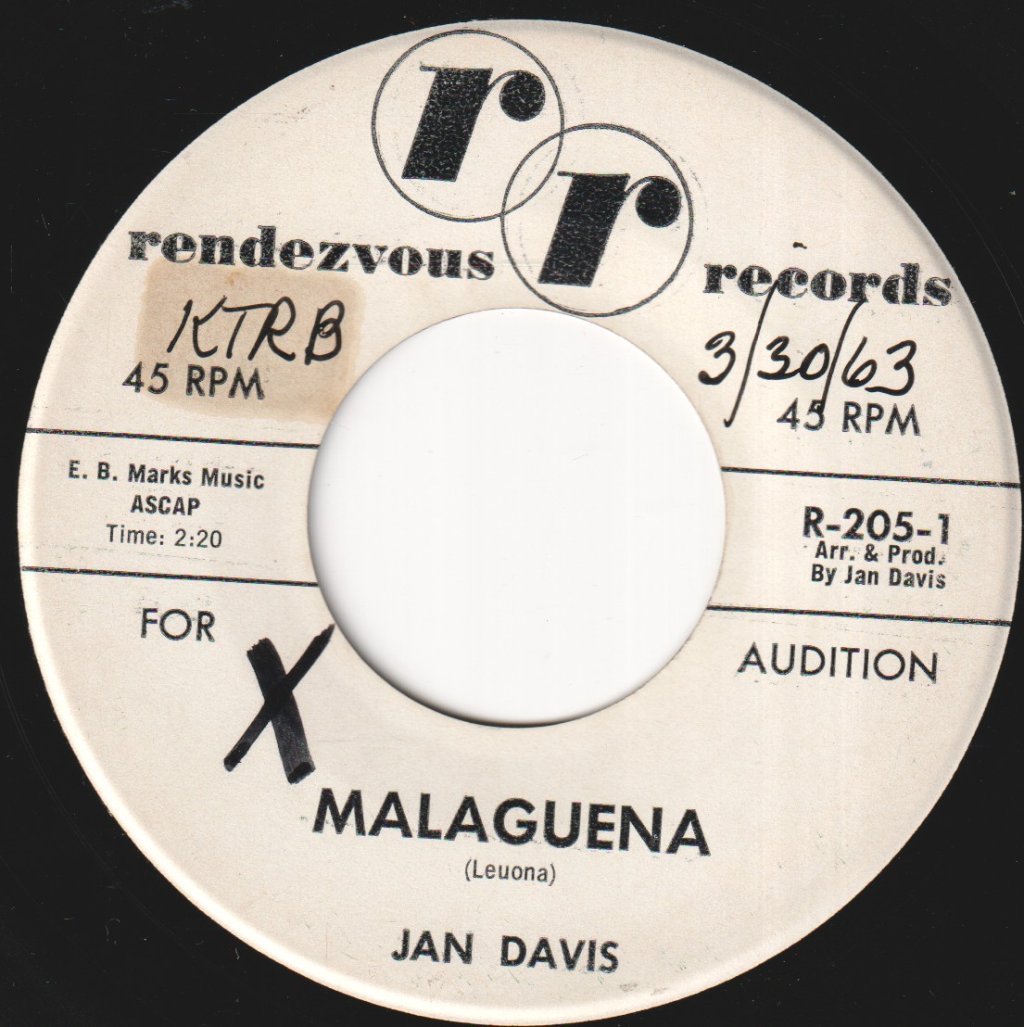 r
r
rendezvous records
KTRB
3/30/63
45 RPM
45 RPM
E. B. Marks Music
ASCAP
Time: 2:20
R-205-1
Arr. & Prod.
By Jan Davis
FOR
AUDITION
X
MALAGUENA
(Leuona)
JAN DAVIS